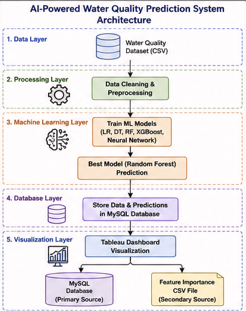 AI-Powered Water Quality Prediction System
Architecture
1. Data Layer
Water Quality
Dataset (CSV)
2. Processing Layer
Data Cleaning &
Preprocessing
3. Machine Learning Layer
Train ML Models
(LR, DT, RF, XGBoost,
Neural Network)
Best Model (Random Forest)
Prediction
4. Database Layer
Store Data & Predictions
in MySQL Database
5. Visualization Layer
Tableau Dashboard
Visualization
MySQL
Database
(Primary Source)
Feature Importance
CSV File
(Secondary Source)